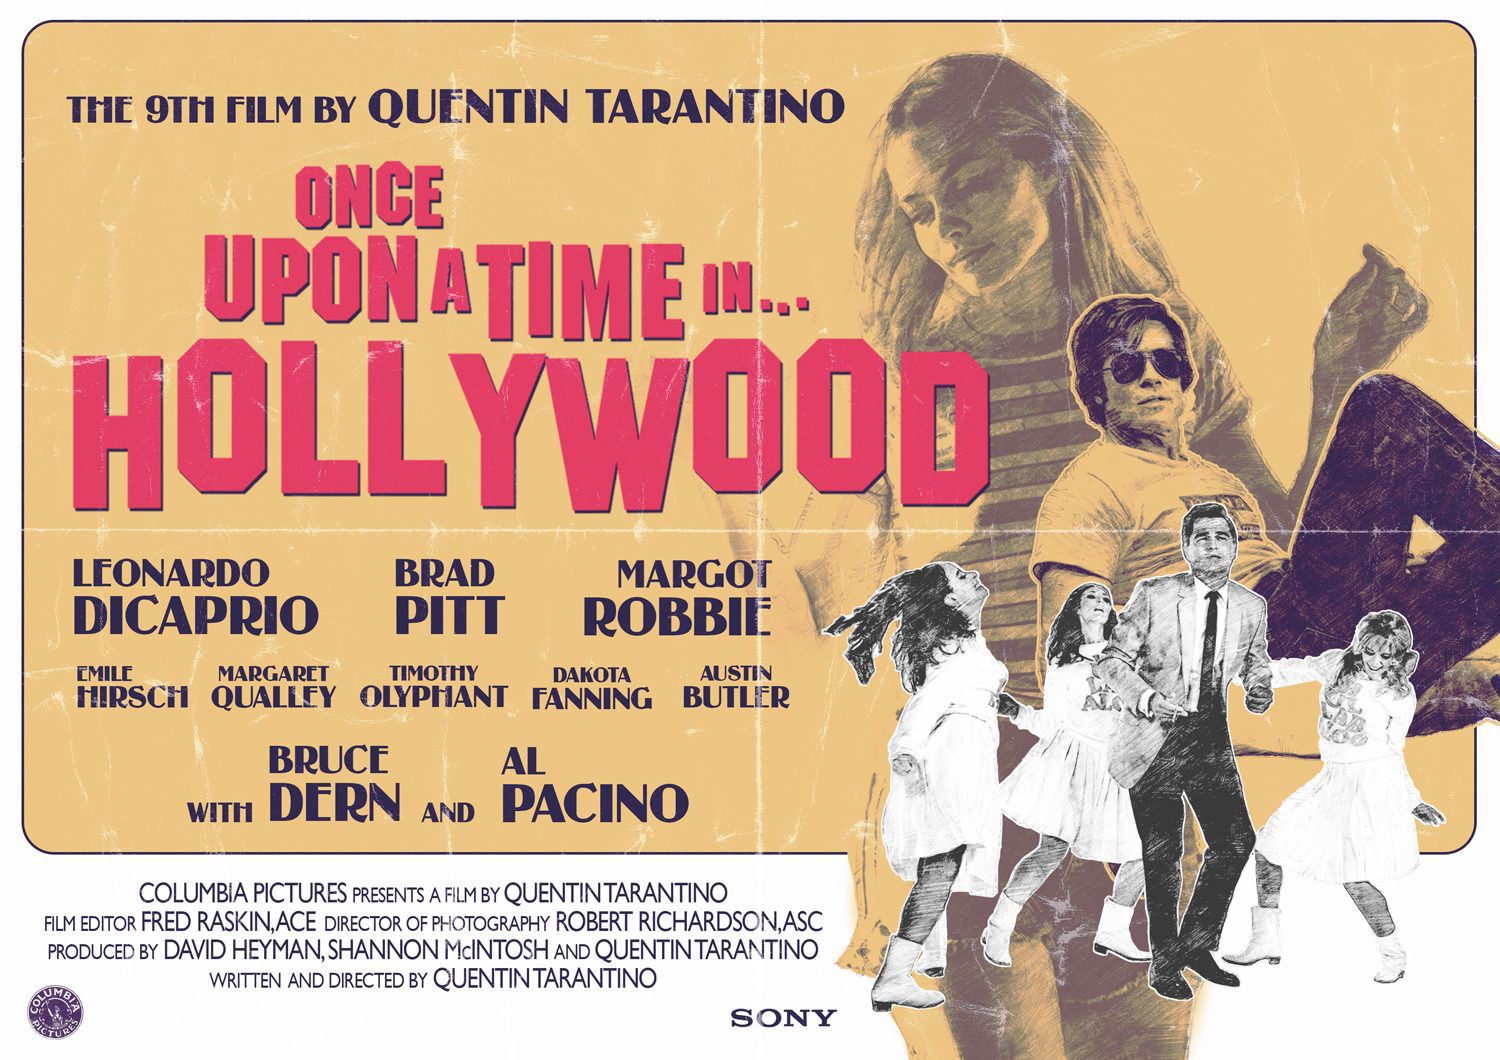 THE 9TH FILM BY QUENTIN TARANTINO
ONCE
UPON A TIME IN...
HOLLYWOOD
LEONARDO DICAPRIO
BRAD PITT
MARGOT ROBBIE
EMILE HIRSCH
MARGARET QUALLEY
TIMOTHY OLYPHANT
DAKOTA FANNING
AUSTIN BUTLER
WITH BRUCE DERN AND AL PACINO
COLUMBIA PICTURES PRESENTS A FILM BY QUENTIN TARANTINO
FILM EDITOR FRED RASKIN, ACE DIRECTOR OF PHOTOGRAPHY ROBERT RICHARDSON, ASC
PRODUCED BY DAVID HEYMAN, SHANNON McINTOSH AND QUENTIN TARANTINO
WRITTEN AND DIRECTED BY QUENTIN TARANTINO
COLUMBIA PICTURES
SONY